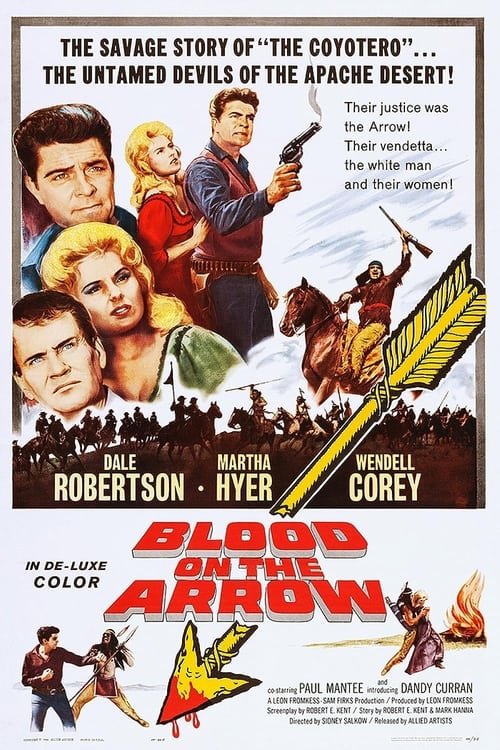 THE SAVAGE STORY OF "THE COYOTERO"...
THE UNTAMED DEVILS OF THE APACHE DESERT!
Their justice was
the Arrow!
Their vendetta...
the white man
and their women!
DALE
ROBERTSON •
MARTHA
HYER
WENDELL
COREY
BLOOD
ON THE
ARROW
IN DE-LUXE
COLOR
co-starring PAUL MANTEE and introducing DANDY CURRAN
A LEON FROMKESS-SAM FIRKS Production / Produced by LEON FROMKESS
Screenplay by ROBERT E. KENT / Story by ROBERT E. KENT & MARK HANNA
Directed by SIDNEY SALKOW / Released by ALLIED ARTISTS